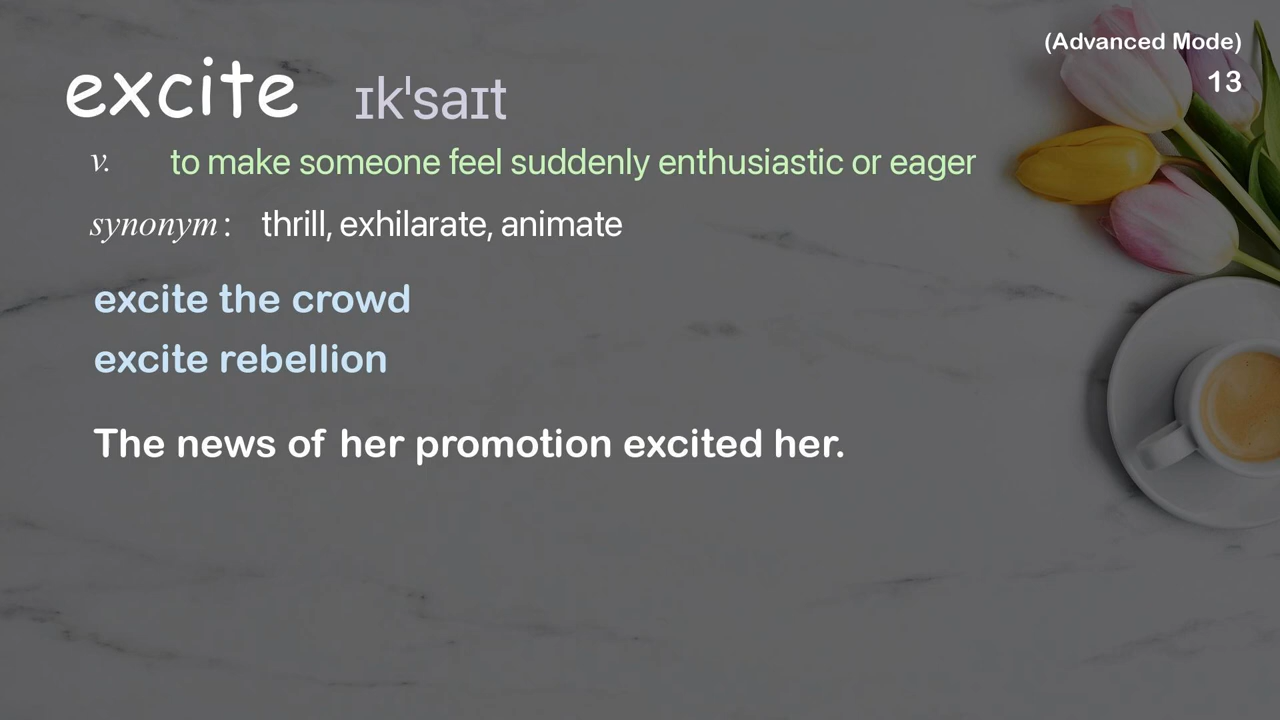 (Advanced Mode)
13
excite ɪkˈsaɪt
v. to make someone feel suddenly enthusiastic or eager
synonym: thrill, exhilarate, animate
excite the crowd
excite rebellion
The news of her promotion excited her.